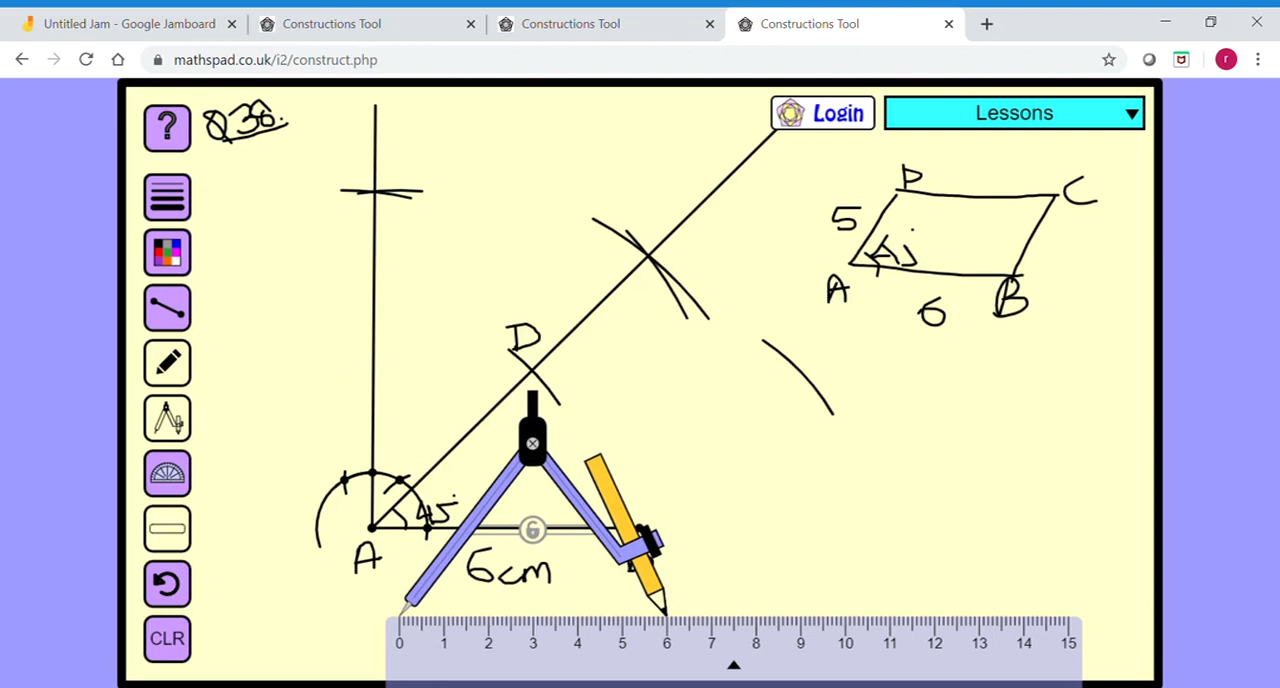 Untitled Jam - Google Jamboard
Constructions Tool
Constructions Tool
Constructions Tool
mathspad.co.uk/i2/construct.php
r
?
Login
Lessons
D
C
5
A
6
B
D
45
A
6
6cm
CLR
0 1 2 3 4 5 6 7 8 9 10 11 12 13 14 15